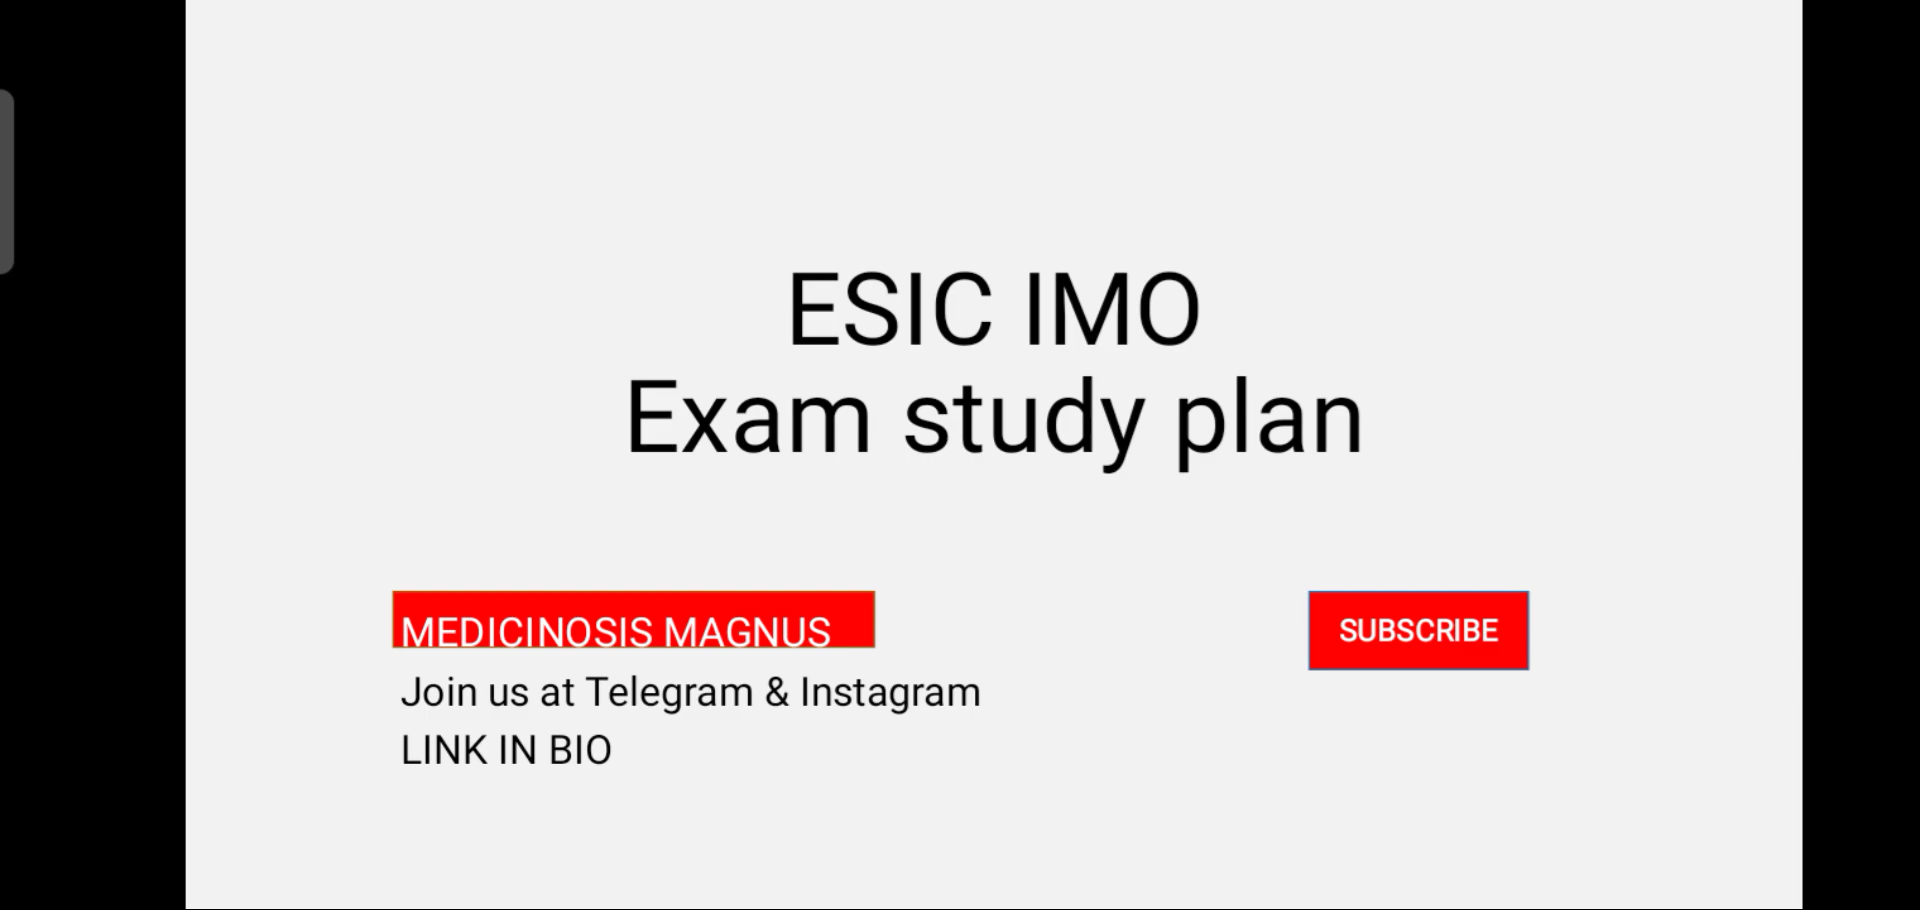 ESIC IMO
Exam study plan
MEDICINOSIS MAGNUS
SUBSCRIBE
Join us at Telegram & Instagram
LINK IN BIO